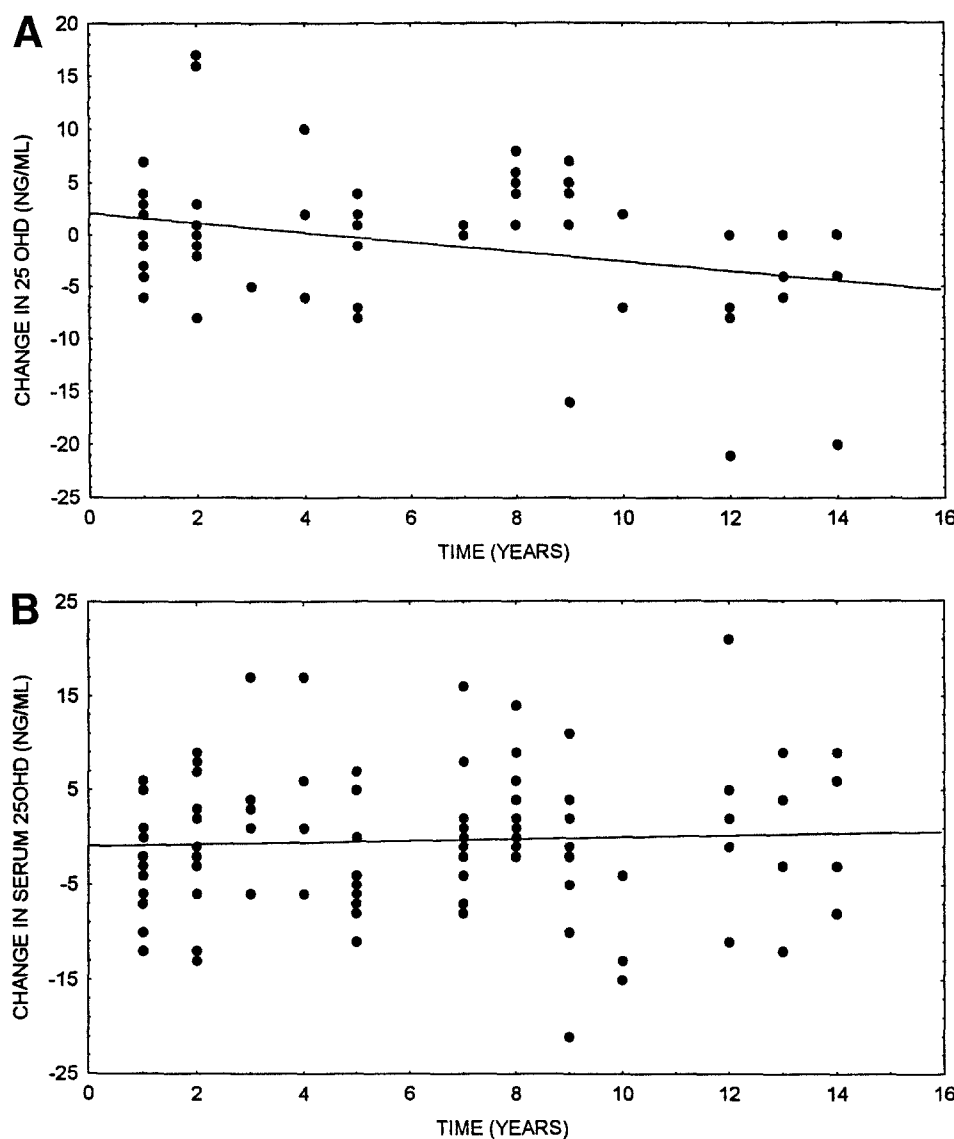 A
CHANGE IN 25 OHD (NG/ML)
20
15
10
5
0
-5
-10
-15
-20
-25
0 2 4 6 8 10 12 14 16
TIME (YEARS)
B
CHANGE IN SERUM 25OHD (NG/ML)
25
15
5
-5
-15
-25
0 2 4 6 8 10 12 14 16
TIME (YEARS)